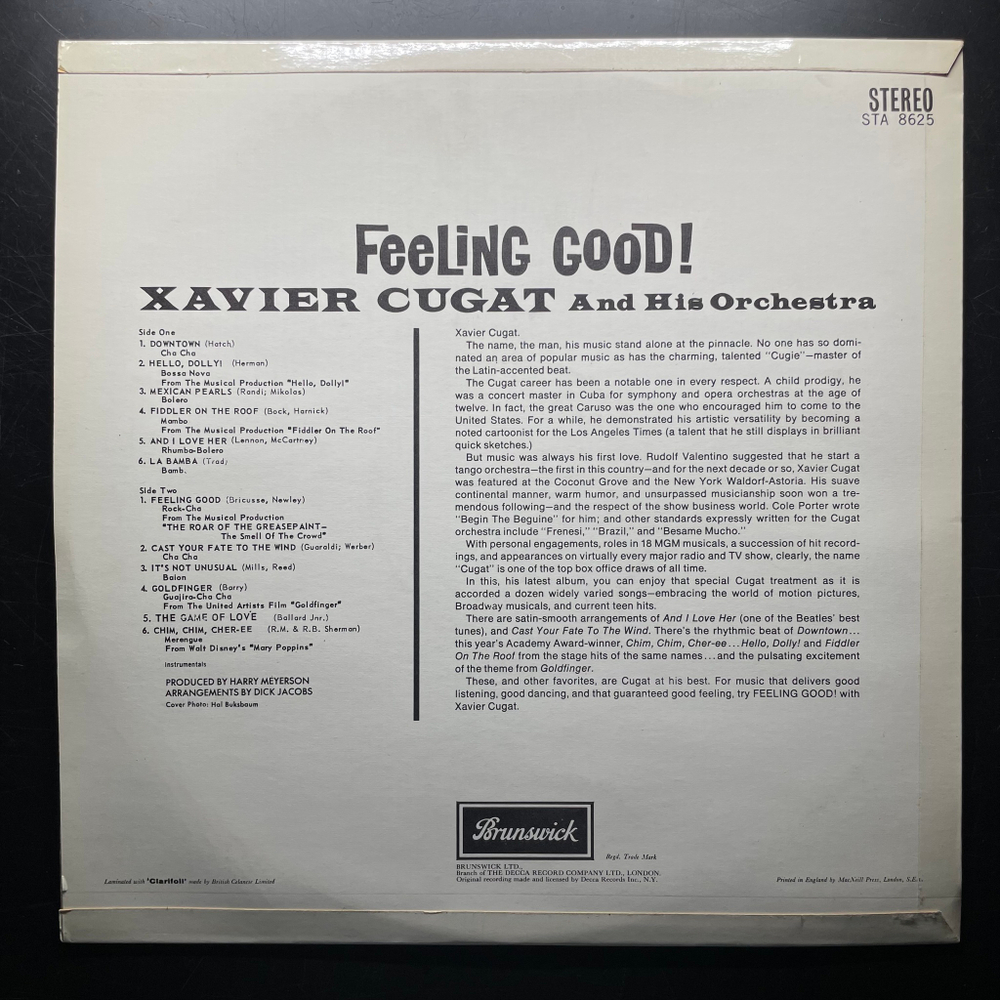 STEREO
STA 8625
FeeLiNG GOOD!
XAVIER CUGAT And His Orchestra
Side One
1. DOWNTOWN (Hatch)
Cha Cha
2. HELLO, DOLLY! (Herman)
Bossa Nova
From The Musical Production "Hello, Dolly!"
3. MEXICAN PEARLS (Randi; Mikolas)
Bolero
4. FIDDLER ON THE ROOF (Bock, Harnick)
Mambo
From The Musical Production "Fiddler On The Roof"
5. AND I LOVE HER (Lennon, McCartney)
Rhumba-Bolero
6. LA BAMBA (Trad)
Bamb.
Side Two
1. FEELING GOOD (Bricusse, Newley)
Rock-Cha
From The Musical Production
"THE ROAR OF THE GREASEPAINT—
The Smell Of The Crowd"
2. CAST YOUR FATE TO THE WIND (Guaraldi; Werber)
Cha Cha
3. IT'S NOT UNUSUAL (Mills, Reed)
Baion
4. GOLDFINGER (Barry)
Guajira-Cha Cha
From The United Artists Film "Goldfinger"
5. THE GAME OF LOVE (Ballard Jnr.)
6. CHIM, CHIM, CHER-EE (R.M. & R.B. Sherman)
Merengue
From Walt Disney's "Mary Poppins"
Instrumentals
PRODUCED BY HARRY MEYERSON
ARRANGEMENTS BY DICK JACOBS
Cover Photo: Hal Buksbaum
Xavier Cugat.
The name, the man, his music stand alone at the pinnacle. No one has so domi-
nated an area of popular music as has the charming, talented "Cugie"—master of
the Latin-accented beat.
The Cugat career has been a notable one in every respect. A child prodigy, he
was a concert master in Cuba for symphony and opera orchestras at the age of
twelve. In fact, the great Caruso was the one who encouraged him to come to the
United States. For a while, he demonstrated his artistic versatility by becoming a
noted cartoonist for the Los Angeles Times (a talent that he still displays in brilliant
quick sketches.)
But music was always his first love. Rudolf Valentino suggested that he start a
tango orchestra—the first in this country—and for the next decade or so, Xavier Cugat
was featured at the Coconut Grove and the New York Waldorf-Astoria. His suave
continental manner, warm humor, and unsurpassed musicianship soon won a tre-
mendous following—and the respect of the show business world. Cole Porter wrote
"Begin The Beguine" for him; and other standards expressly written for the Cugat
orchestra include "Frenesi," "Brazil," and "Besame Mucho."
With personal engagements, roles in 18 MGM musicals, a succession of hit record-
ings, and appearances on virtually every major radio and TV show, clearly, the name
"Cugat" is one of the top box office draws of all time.
In this, his latest album, you can enjoy that special Cugat treatment as it is
accorded a dozen widely varied songs—embracing the world of motion pictures,
Broadway musicals, and current teen hits.
There are satin-smooth arrangements of And I Love Her (one of the Beatles' best
tunes), and Cast Your Fate To The Wind. There's the rhythmic beat of Downtown...
this year's Academy Award-winner, Chim, Chim, Cher-ee...Hello, Dolly! and Fiddler
On The Roof from the stage hits of the same names...and the pulsating excitement
of the theme from Goldfinger.
These, and other favorites, are Cugat at his best. For music that delivers good
listening, good dancing, and that guaranteed good feeling, try FEELING GOOD! with
Xavier Cugat.
Brunswick
Regd. Trade Mark
BRUNSWICK LTD.,
Branch of THE DECCA RECORD COMPANY LTD., LONDON.
Original recording made and licensed by Decca Records Inc., N.Y.
Laminated with 'Clarifoil' made by British Celanese Limited
Printed in England by MacNeill Press, London, S.E.1.